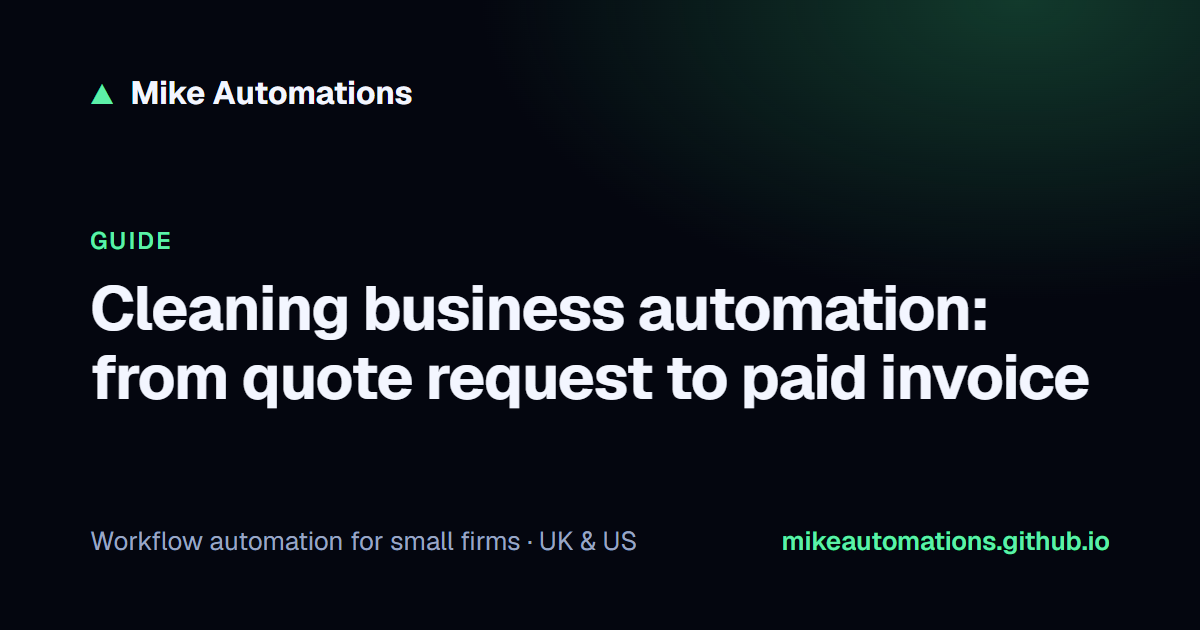 Mike Automations
GUIDE
Cleaning business automation:
from quote request to paid invoice
Workflow automation for small firms · UK & US
mikeautomations.github.io